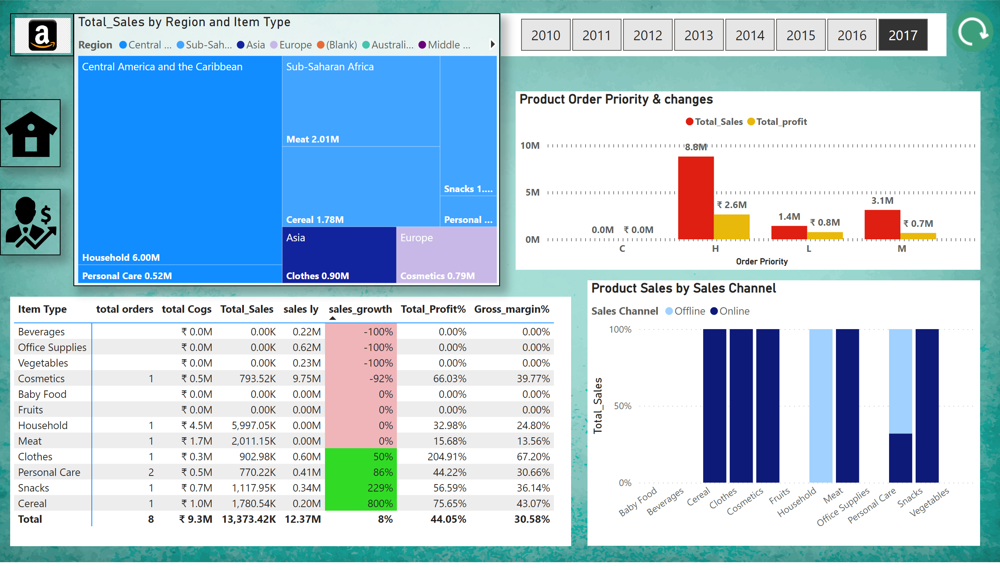 a
Total_Sales by Region and Item Type
Region Central ... Sub-Sah... Asia Europe (Blank) Australi... Middle ...
Central America and the Caribbean
Household 6.00M
Personal Care 0.52M
Sub-Saharan Africa
Meat 2.01M
Cereal 1.78M
Snacks 1....
Personal ...
Asia
Clothes 0.90M
Europe
Cosmetics 0.79M
2010 2011 2012 2013 2014 2015 2016 2017
$
Product Order Priority & changes
Total_Sales Total_profit
10M
5M
0M
0.0M ₹ 0.0M
8.8M ₹ 2.6M
1.4M ₹ 0.8M
3.1M ₹ 0.7M
C H L M
Order Priority
Item Type total orders total Cogs Total_Sales sales ly sales_growth Total_Profit% Gross_margin%
Beverages ₹ 0.0M 0.00K 0.22M -100% 0.00% 0.00%
Office Supplies ₹ 0.0M 0.00K 0.62M -100% 0.00% 0.00%
Vegetables ₹ 0.0M 0.00K 0.23M -100% 0.00% 0.00%
Cosmetics 1 ₹ 0.5M 793.52K 9.75M -92% 66.03% 39.77%
Baby Food ₹ 0.0M 0.00K 0.00M 0% 0.00% 0.00%
Fruits ₹ 0.0M 0.00K 0.00M 0% 0.00% 0.00%
Household 1 ₹ 4.5M 5,997.05K 0.00M 0% 32.98% 24.80%
Meat 1 ₹ 1.7M 2,011.15K 0.00M 0% 15.68% 13.56%
Clothes 1 ₹ 0.3M 902.98K 0.60M 50% 204.91% 67.20%
Personal Care 2 ₹ 0.5M 770.22K 0.41M 86% 44.22% 30.66%
Snacks 1 ₹ 0.7M 1,117.95K 0.34M 229% 56.59% 36.14%
Cereal 1 ₹ 1.0M 1,780.54K 0.20M 800% 75.65% 43.07%
Total 8 ₹ 9.3M 13,373.42K 12.37M 8% 44.05% 30.58%
Product Sales by Sales Channel
Sales Channel Offline Online
Total_Sales
100%
50%
0%
Baby Food
Beverages
Cereal
Clothes
Cosmetics
Fruits
Household
Meat
Office Supplies
Personal Care
Snacks
Vegetables